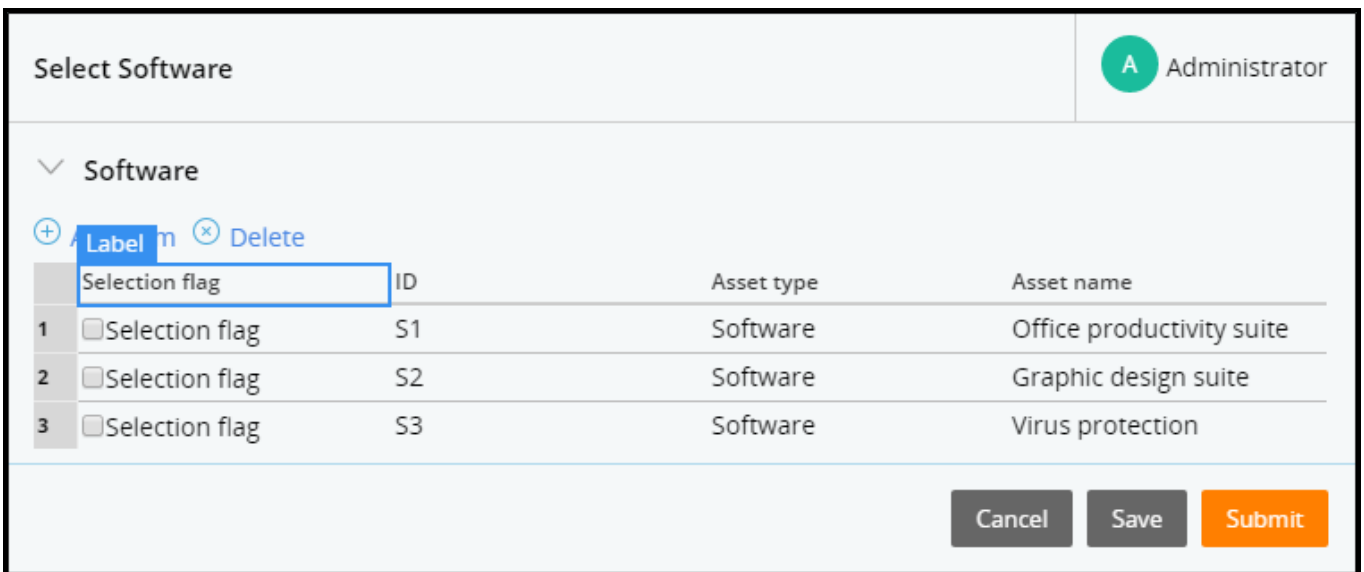 Select Software
A Administrator
Software
Delete
Label
Selection flag ID Asset type Asset name
1 Selection flag S1 Software Office productivity suite
2 Selection flag S2 Software Graphic design suite
3 Selection flag S3 Software Virus protection
Cancel Save Submit